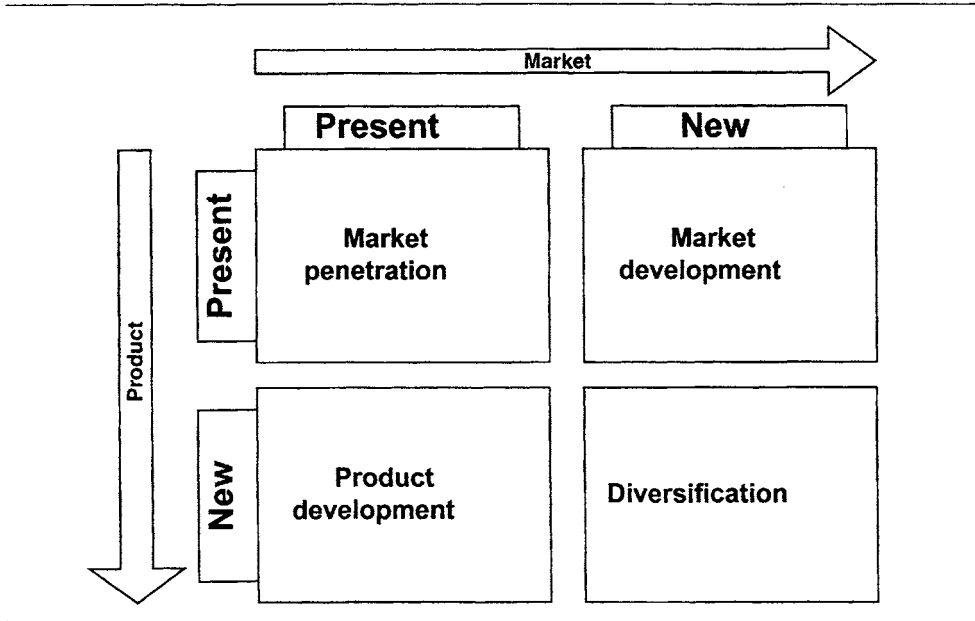 Market
Present
New
Product
Present
Market
penetration
Market
development
New
Product
development
Diversification